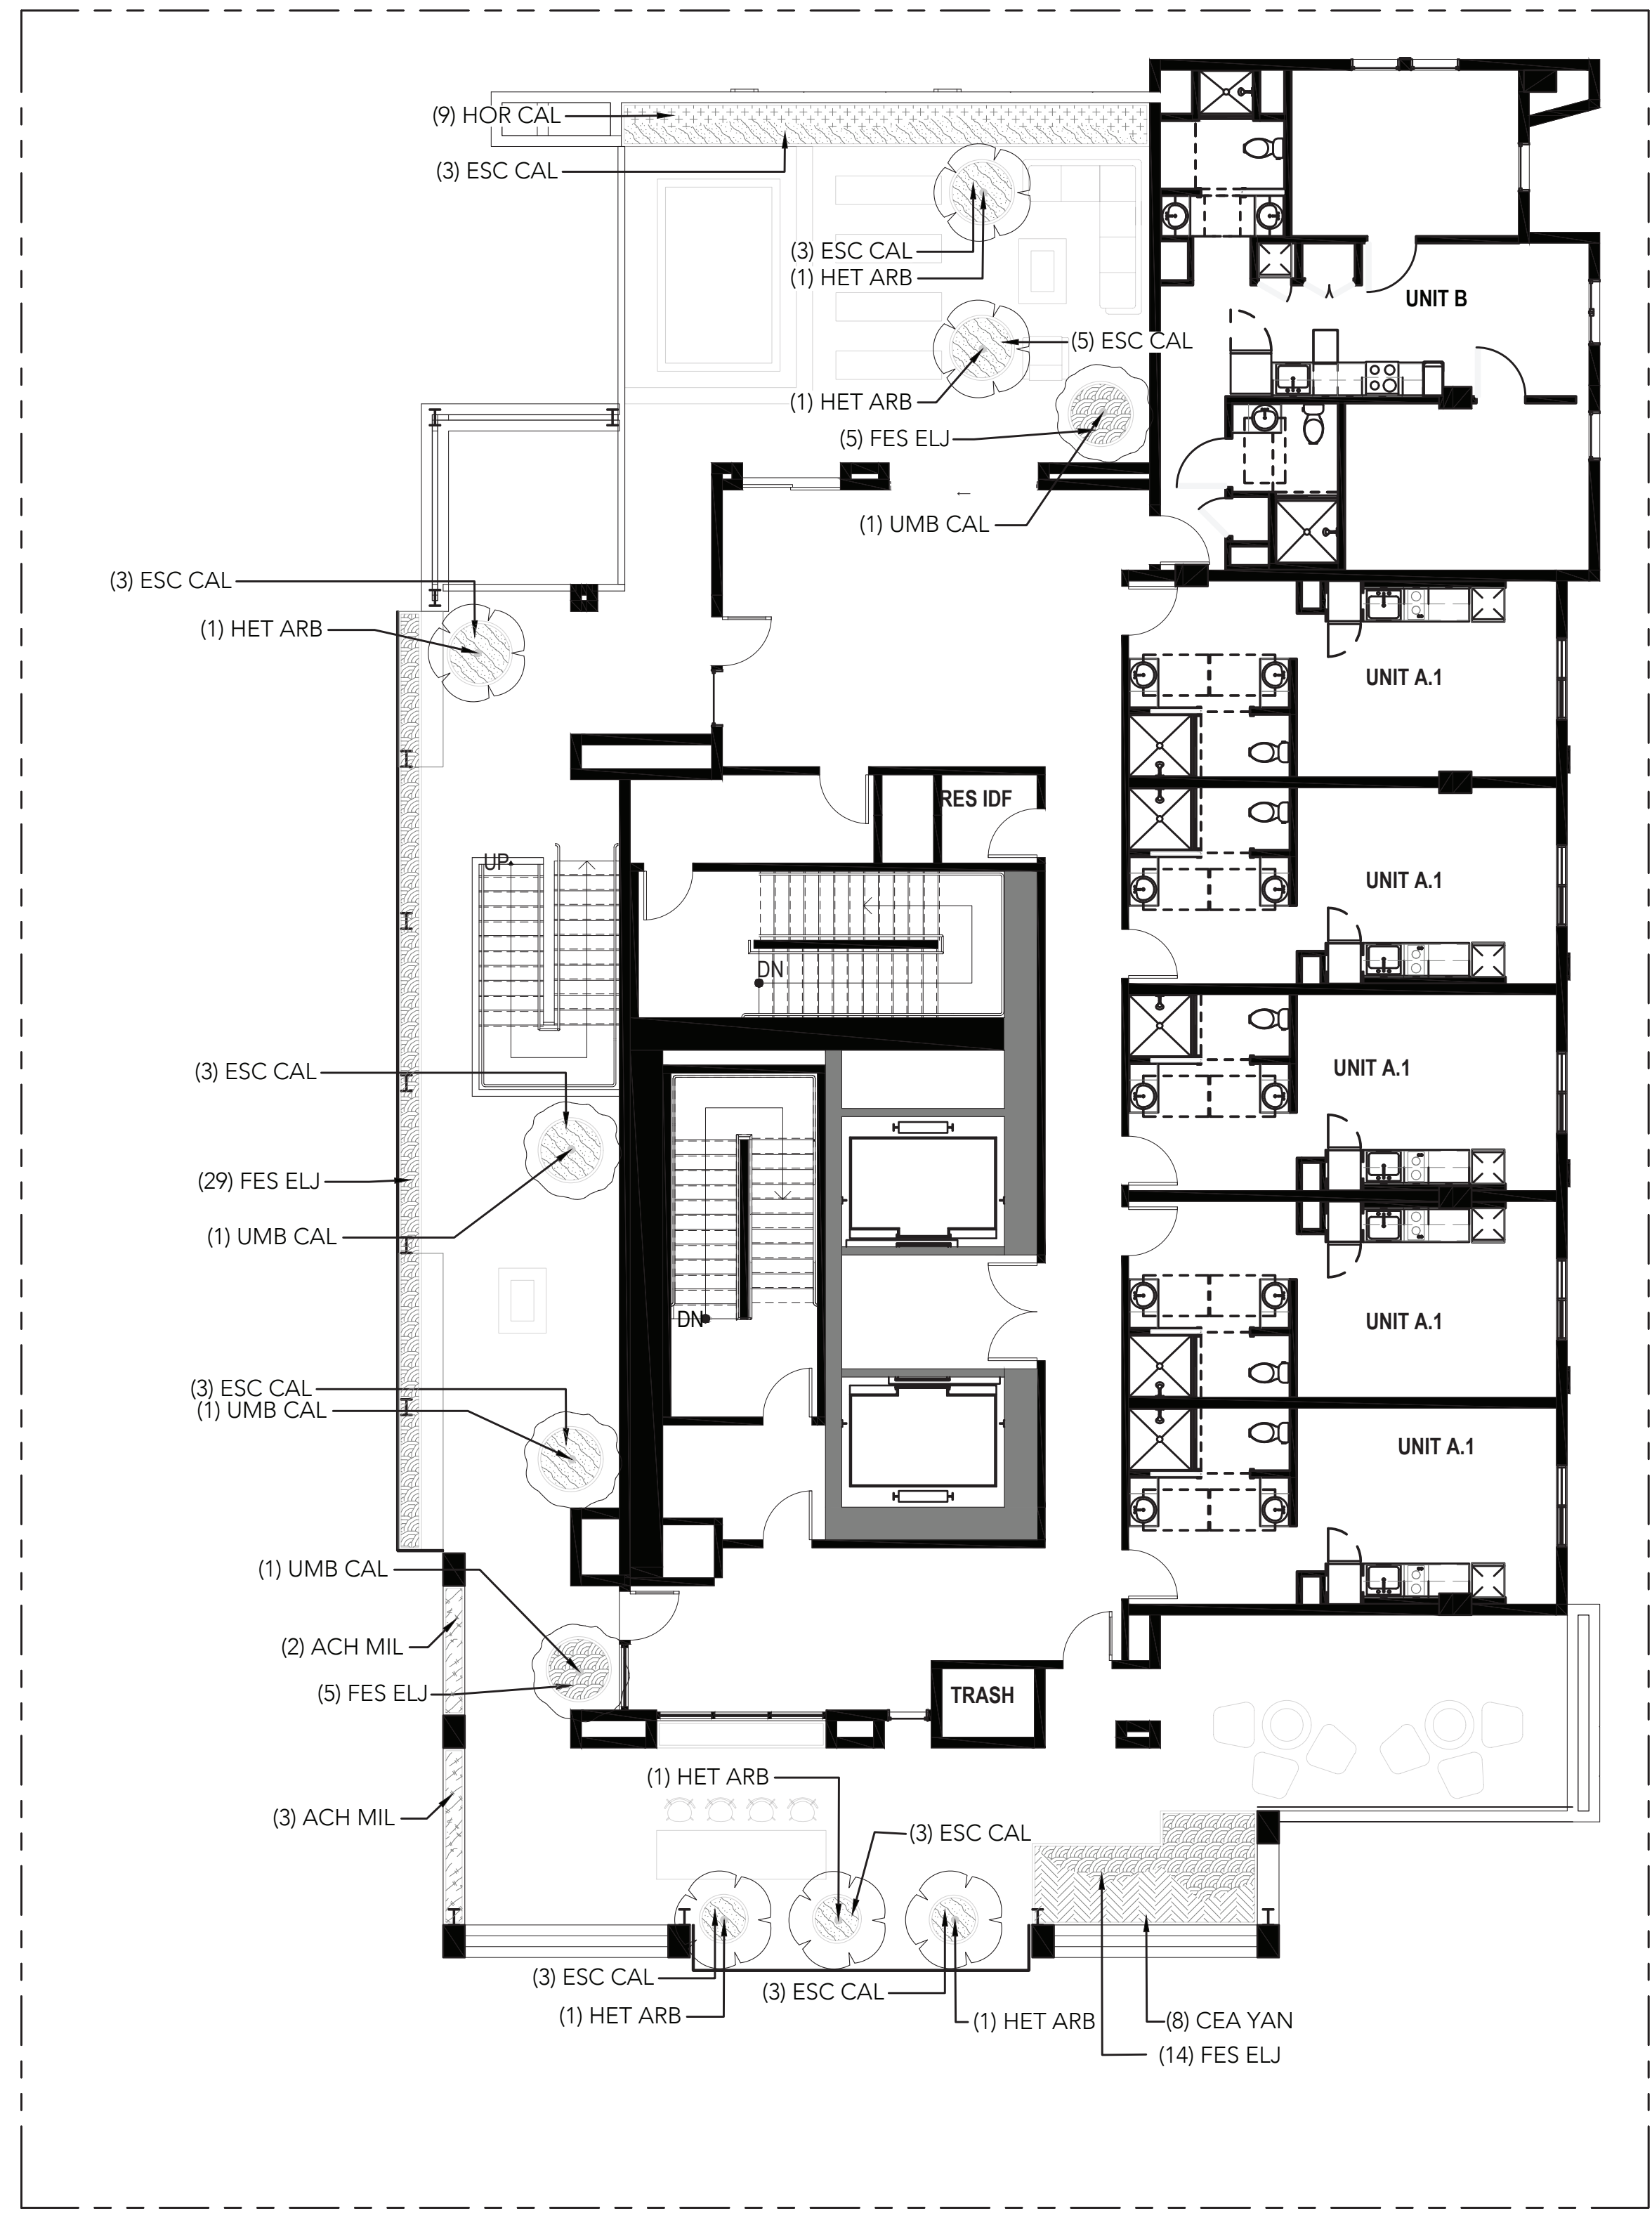 (9) HOR CAL
(3) ESC CAL
(3) ESC CAL
(1) HET ARB
UNIT B
(5) ESC CAL
(1) HET ARB
(5) FES ELJ
(1) UMB CAL
(3) ESC CAL
(1) HET ARB
UNIT A.1
RES IDF
UP
UNIT A.1
DN
(3) ESC CAL
UNIT A.1
(29) FES ELJ
(1) UMB CAL
DN
UNIT A.1
(3) ESC CAL
(1) UMB CAL
UNIT A.1
(1) UMB CAL
(2) ACH MIL
(5) FES ELJ
TRASH
(1) HET ARB
(3) ACH MIL
(3) ESC CAL
(3) ESC CAL
(3) ESC CAL
(1) HET ARB
(1) HET ARB
(8) CEA YAN
(14) FES ELJ